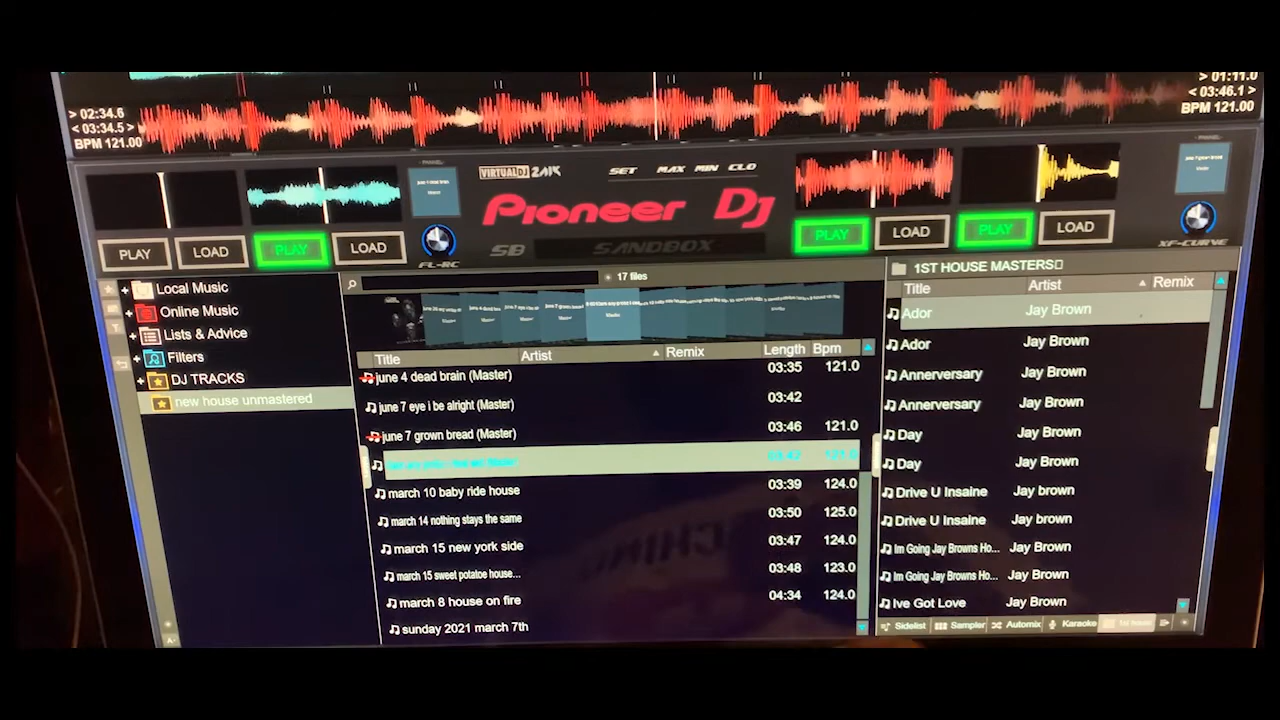 > 02:34.6
< 03:34.5 >
BPM 121.00
> 01:11.0
< 03:46.1 >
BPM 121.00
VIRTUALDJ 2MK
SET MAX MIN CLO
Pioneer Dj
SB SANDBOX
PLAY LOAD PLAY LOAD
FL-RC
PLAY LOAD PLAY LOAD
XF-CURVE
+ Local Music
+ Online Music
+ Lists & Advice
+ Filters
+ DJ TRACKS
new house unmastered
17 files
Title Artist Remix Length Bpm
june 4 dead brain (Master) 03:35 121.0
june 7 eye i be alright (Master) 03:42
june 7 grown bread (Master) 03:46 121.0
03:42 121.0
march 10 baby ride house 03:39 124.0
march 14 nothing stays the same 03:50 125.0
march 15 new york side 03:47 124.0
march 15 sweet potatoe house... 03:48 123.0
march 8 house on fire 04:34 124.0
sunday 2021 march 7th
1ST HOUSE MASTERS
Title Artist Remix
Ador Jay Brown
Ador Jay Brown
Annerversary Jay Brown
Annerversary Jay Brown
Day Jay Brown
Day Jay Brown
Drive U Insaine Jay brown
Drive U Insaine Jay brown
Im Going Jay Browns Ho... Jay Brown
Im Going Jay Browns Ho... Jay Brown
Ive Got Love Jay Brown
Sidelist Sampler Automix Karaoke 1st house